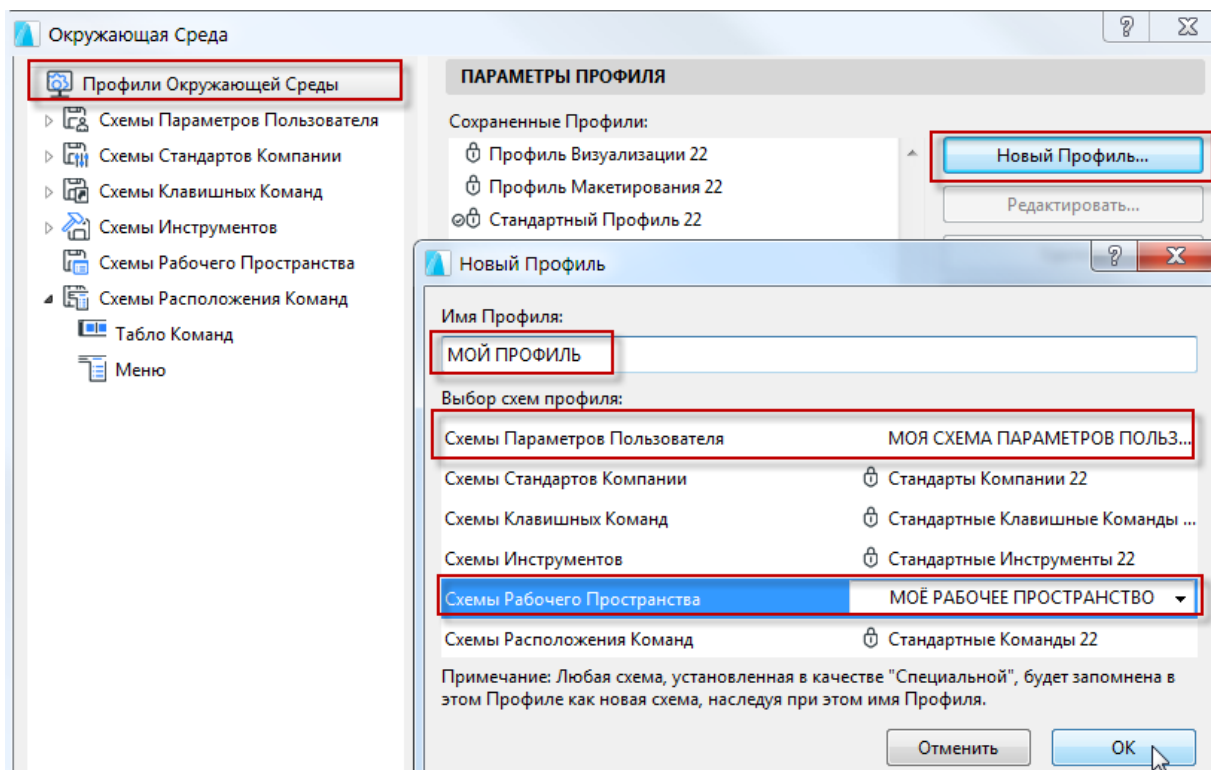 Окружающая Среда
Профили Окружающей Среды
Схемы Параметров Пользователя
Схемы Стандартов Компании
Схемы Клавишных Команд
Схемы Инструментов
Схемы Рабочего Пространства
Схемы Расположения Команд
Табло Команд
Меню
ПАРАМЕТРЫ ПРОФИЛЯ
Сохраненные Профили:
Профиль Визуализации 22
Профиль Макетирования 22
Стандартный Профиль 22
Новый Профиль...
Редактировать...
Новый Профиль
Имя Профиля:
МОЙ ПРОФИЛЬ
Выбор схем профиля:
Схемы Параметров Пользователя МОЯ СХЕМА ПАРАМЕТРОВ ПОЛЬЗ...
Схемы Стандартов Компании Стандарты Компании 22
Схемы Клавишных Команд Стандартные Клавишные Команды ...
Схемы Инструментов Стандартные Инструменты 22
Схемы Рабочего Пространства МОЁ РАБОЧЕЕ ПРОСТРАНСТВО
Схемы Расположения Команд Стандартные Команды 22
Примечание: Любая схема, установленная в качестве "Специальной", будет запомнена в
этом Профиле как новая схема, наследуя при этом имя Профиля.
Отменить OK